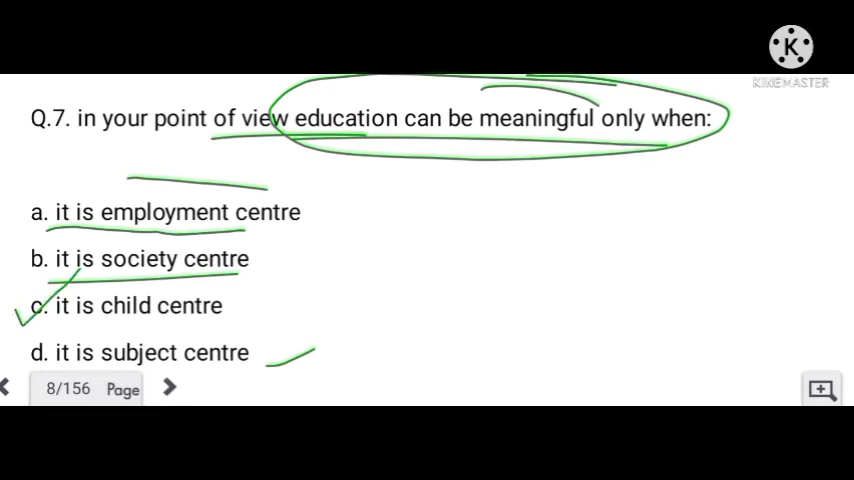 K
KINEMASTER
Q.7. in your point of view education can be meaningful only when:
a. it is employment centre
b. it is society centre
c. it is child centre
d. it is subject centre
8/156 Page